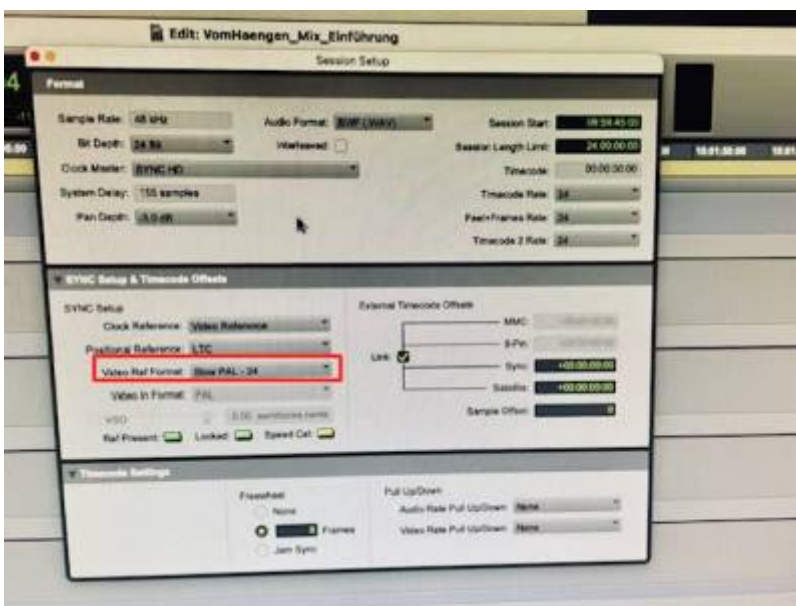 Edit: VomHaengen_Mix_Einführung
Session Setup
Format
Sample Rate: 48 kHz
Audio Format: BWF (.WAV)
Session Start: 09:59:45:00
Bit Depth: 24 Bit
Interleaved
Session Length Limit: 24:00:00:00
Clock Master: SYNC HD
Timecode: 00:00:00:00
System Delay: 155 samples
Timecode Rate: 24
Pan Depth: -3.0 dB
Feet+Frames Rate: 24
Timecode 2 Rate: 24
SYNC Setup & Timecode Offsets
SYNC Setup
External Timecode Offsets
Clock Reference: Video Reference
MMC:
Positional Reference: LTC
9-Pin:
Link
Video Ref Format: Slow PAL - 24
Sync: +00:00:00:00
Video In Format: PAL
Satellite: +00:00:00:00
VSO: 0.00
Sample Offset: 0
Ref Present: Locked: Speed Cal:
Timecode Settings
Freewheel
Pull Up/Down
None
Audio Rate Pull Up/Down: None
8 Frames
Video Rate Pull Up/Down: None
Jam Sync